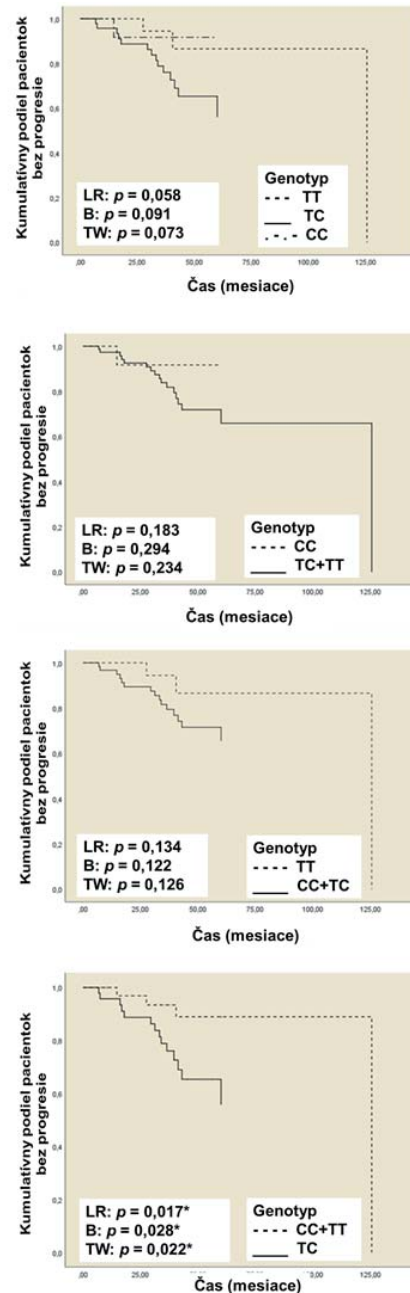 Kumulatívny podiel pacientok
bez progresie
1,0
0,8
0,6
0,4
0,2
0,0
LR: p = 0,058
B: p = 0,091
TW: p = 0,073
Genotyp
TT
TC
CC
,00 25,00 50,00 75,00 100,00 125,00
Čas (mesiace)
Kumulatívny podiel pacientok
bez progresie
1,0
0,8
0,6
0,4
0,2
0,0
LR: p = 0,183
B: p = 0,294
TW: p = 0,234
Genotyp
CC
TC+TT
,00 25,00 50,00 75,00 100,00 125,00
Čas (mesiace)
Kumulatívny podiel pacientok
bez progresie
1,0
0,8
0,6
0,4
0,2
0,0
LR: p = 0,134
B: p = 0,122
TW: p = 0,126
Genotyp
TT
CC+TC
,00 25,00 50,00 75,00 100,00 125,00
Čas (mesiace)
Kumulatívny podiel pacientok
bez progresie
1,0
0,8
0,6
0,4
0,2
0,0
LR: p = 0,017*
B: p = 0,028*
TW: p = 0,022*
Genotyp
CC+TT
TC
,00 25,00 50,00 75,00 100,00 125,00
Čas (mesiace)